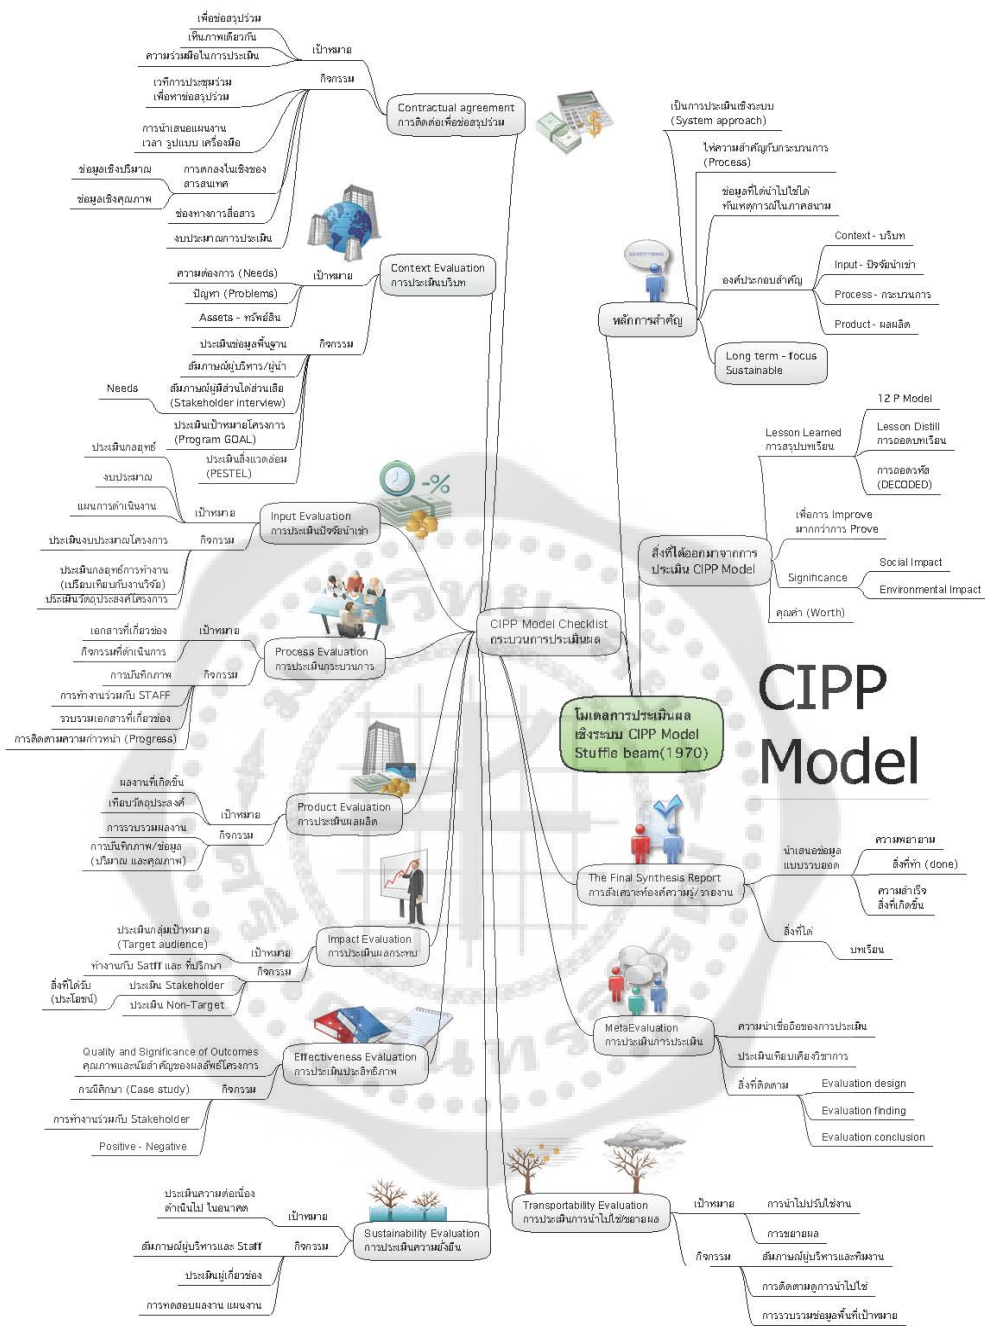 เพื่อข้อสรุปร่วม
เห็นภาพเดียวกัน
ความร่วมมือในการประเมิน
เป้าหมาย
กิจกรรม
เวทีการประชุมร่วม
เพื่อหาข้อสรุปร่วม
การนำเสนอแผนงาน
เวลา รูปแบบ เครื่องมือ
ข้อมูลเชิงปริมาณ
ข้อมูลเชิงคุณภาพ
การตกลงในเชิงของ
สารสนเทศ
ช่องทางการสื่อสาร
งบประมาณการประเมิน
Contractual agreement
การติดต่อเพื่อข้อสรุปร่วม
ความต้องการ (Needs)
ปัญหา (Problems)
Assets - ทรัพย์สิน
เป้าหมาย
Context Evaluation
การประเมินบริบท
ประเมินข้อมูลพื้นฐาน
กิจกรรม
สัมภาษณ์ผู้บริหาร/ผู้นำ
Needs
สัมภาษณ์ผู้มีส่วนได้ส่วนเสีย
(Stakeholder interview)
ประเมินเป้าหมายโครงการ
(Program GOAL)
ประเมินสิ่งแวดล้อม
(PESTEL)
ประเมินกลยุทธ์
งบประมาณ
แผนการดำเนินงาน
เป้าหมาย
Input Evaluation
การประเมินปัจจัยนำเข้า
ประเมินงบประมาณโครงการ
กิจกรรม
ประเมินกลยุทธ์การทำงาน
(เปรียบเทียบกับงานวิจัย)
ประเมินวัตถุประสงค์โครงการ
เอกสารที่เกี่ยวข้อง
เป้าหมาย
กิจกรรมที่ดำเนินการ
Process Evaluation
การประเมินกระบวนการ
การบันทึกภาพ
กิจกรรม
การทำงานร่วมกับ STAFF
รวบรวมเอกสารที่เกี่ยวข้อง
การติดตามความก้าวหน้า (Progress)
ผลงานที่เกิดขึ้น
เทียบวัตถุประสงค์
เป้าหมาย
Product Evaluation
การประเมินผลผลิต
การรวบรวมผลงาน
กิจกรรม
การบันทึกภาพ/ข้อมูล
(ปริมาณ และคุณภาพ)
ประเมินกลุ่มเป้าหมาย
(Target audience)
เป้าหมาย
Impact Evaluation
การประเมินผลกระทบ
ทำงานกับ Satff และ ที่ปรึกษา
กิจกรรม
สิ่งที่ได้รับ
(ประโยชน์)
ประเมิน Stakeholder
ประเมิน Non-Target
Quality and Significance of Outcomes
คุณภาพและนัยสำคัญของผลลัพธ์โครงการ
Effectiveness Evaluation
การประเมินประสิทธิภาพ
กรณีศึกษา (Case study)
กิจกรรม
การทำงานร่วมกับ Stakeholder
Positive - Negative
ประเมินความต่อเนื่อง
ดำเนินไป ในอนาคต
เป้าหมาย
Sustainability Evaluation
การประเมินความยั่งยืน
สัมภาษณ์ผู้บริหารและ Staff
กิจกรรม
ประเมินผู้เกี่ยวข้อง
การทดสอบผลงาน แผนงาน
CIPP Model Checklist
กระบวนการประเมินผล
เป็นการประเมินเชิงระบบ
(System approach)
ให้ความสำคัญกับกระบวนการ
(Process)
ข้อมูลที่ได้นำไปใช้ได้
ทันเหตุการณ์ในภาคสนาม
หลักการสำคัญ
องค์ประกอบสำคัญ
Context - บริบท
Input - ปัจจัยนำเข้า
Process - กระบวนการ
Product - ผลผลิต
Long term - focus
Sustainable
Lesson Learned
การสรุปบทเรียน
12 P Model
Lesson Distill
การถอดบทเรียน
การถอดรหัส
(DECODED)
เพื่อการ Improve
มากกว่าการ Prove
สิ่งที่ได้ออกมาจากการ
ประเมิน CIPP Model
Significance
Social Impact
Environmental Impact
คุณค่า (Worth)
CIPP
Model
โมเดลการประเมินผล
เชิงระบบ CIPP Model
Stuffle beam(1970)
The Final Synthesis Report
การสังเคราะห์องค์ความรู้/รายงาน
นำเสนอข้อมูล
แบบรวบยอด
ความพยายาม
สิ่งที่ทำ (done)
ความสำเร็จ
สิ่งที่เกิดขึ้น
สิ่งที่ได้
บทเรียน
MetaEvaluation
การประเมินการประเมิน
ความน่าเชื่อถือของการประเมิน
ประเมินเทียบเคียงวิชาการ
สิ่งที่ติดตาม
Evaluation design
Evaluation finding
Evaluation conclusion
Transportability Evaluation
การประเมินการนำไปใช้/ขยายผล
เป้าหมาย
การนำไปปรับใช้งาน
การขยายผล
กิจกรรม
สัมภาษณ์ผู้บริหารและทีมงาน
การติดตามดูการนำไปใช้
การรวบรวมข้อมูลพื้นที่เป้าหมาย